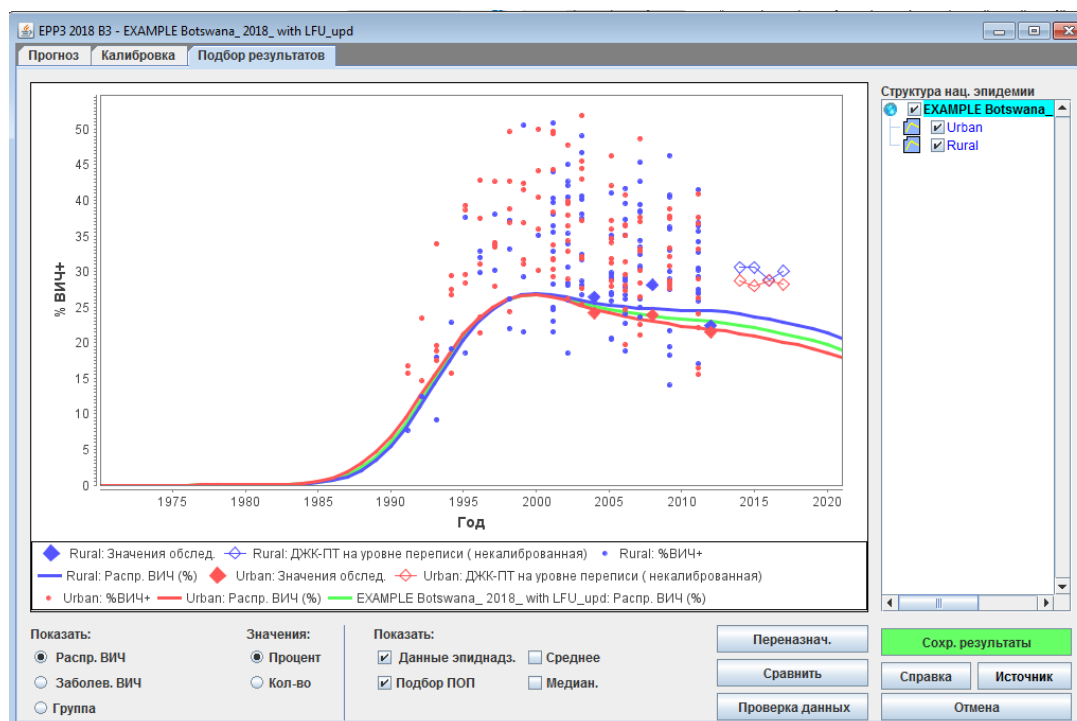 EPP3 2018 B3 - EXAMPLE Botswana_ 2018_ with LFU_upd
Прогноз Калибровка Подбор результатов
Структура нац. эпидемии
EXAMPLE Botswana_
Urban
Rural
% ВИЧ+
50
45
40
35
30
25
20
15
10
5
0
1975 1980 1985 1990 1995 2000 2005 2010 2015 2020
Год
Rural: Значения обслед. Rural: ДЖК-ПТ на уровне переписи ( некалиброванная) Rural: %ВИЧ+
Rural: Распр. ВИЧ (%) Urban: Значения обслед. Urban: ДЖК-ПТ на уровне переписи ( некалиброванная)
Urban: %ВИЧ+ Urban: Распр. ВИЧ (%) EXAMPLE Botswana_ 2018_ with LFU_upd: Распр. ВИЧ (%)
Показать: Значения: Показать:
Распр. ВИЧ Процент Данные эпиднадз. Среднее
Заболев. ВИЧ Кол-во Подбор ПОП Медиан.
Группа
Переназнач.
Сравнить
Проверка данных
Сохр. результаты
Справка Источник
Отмена